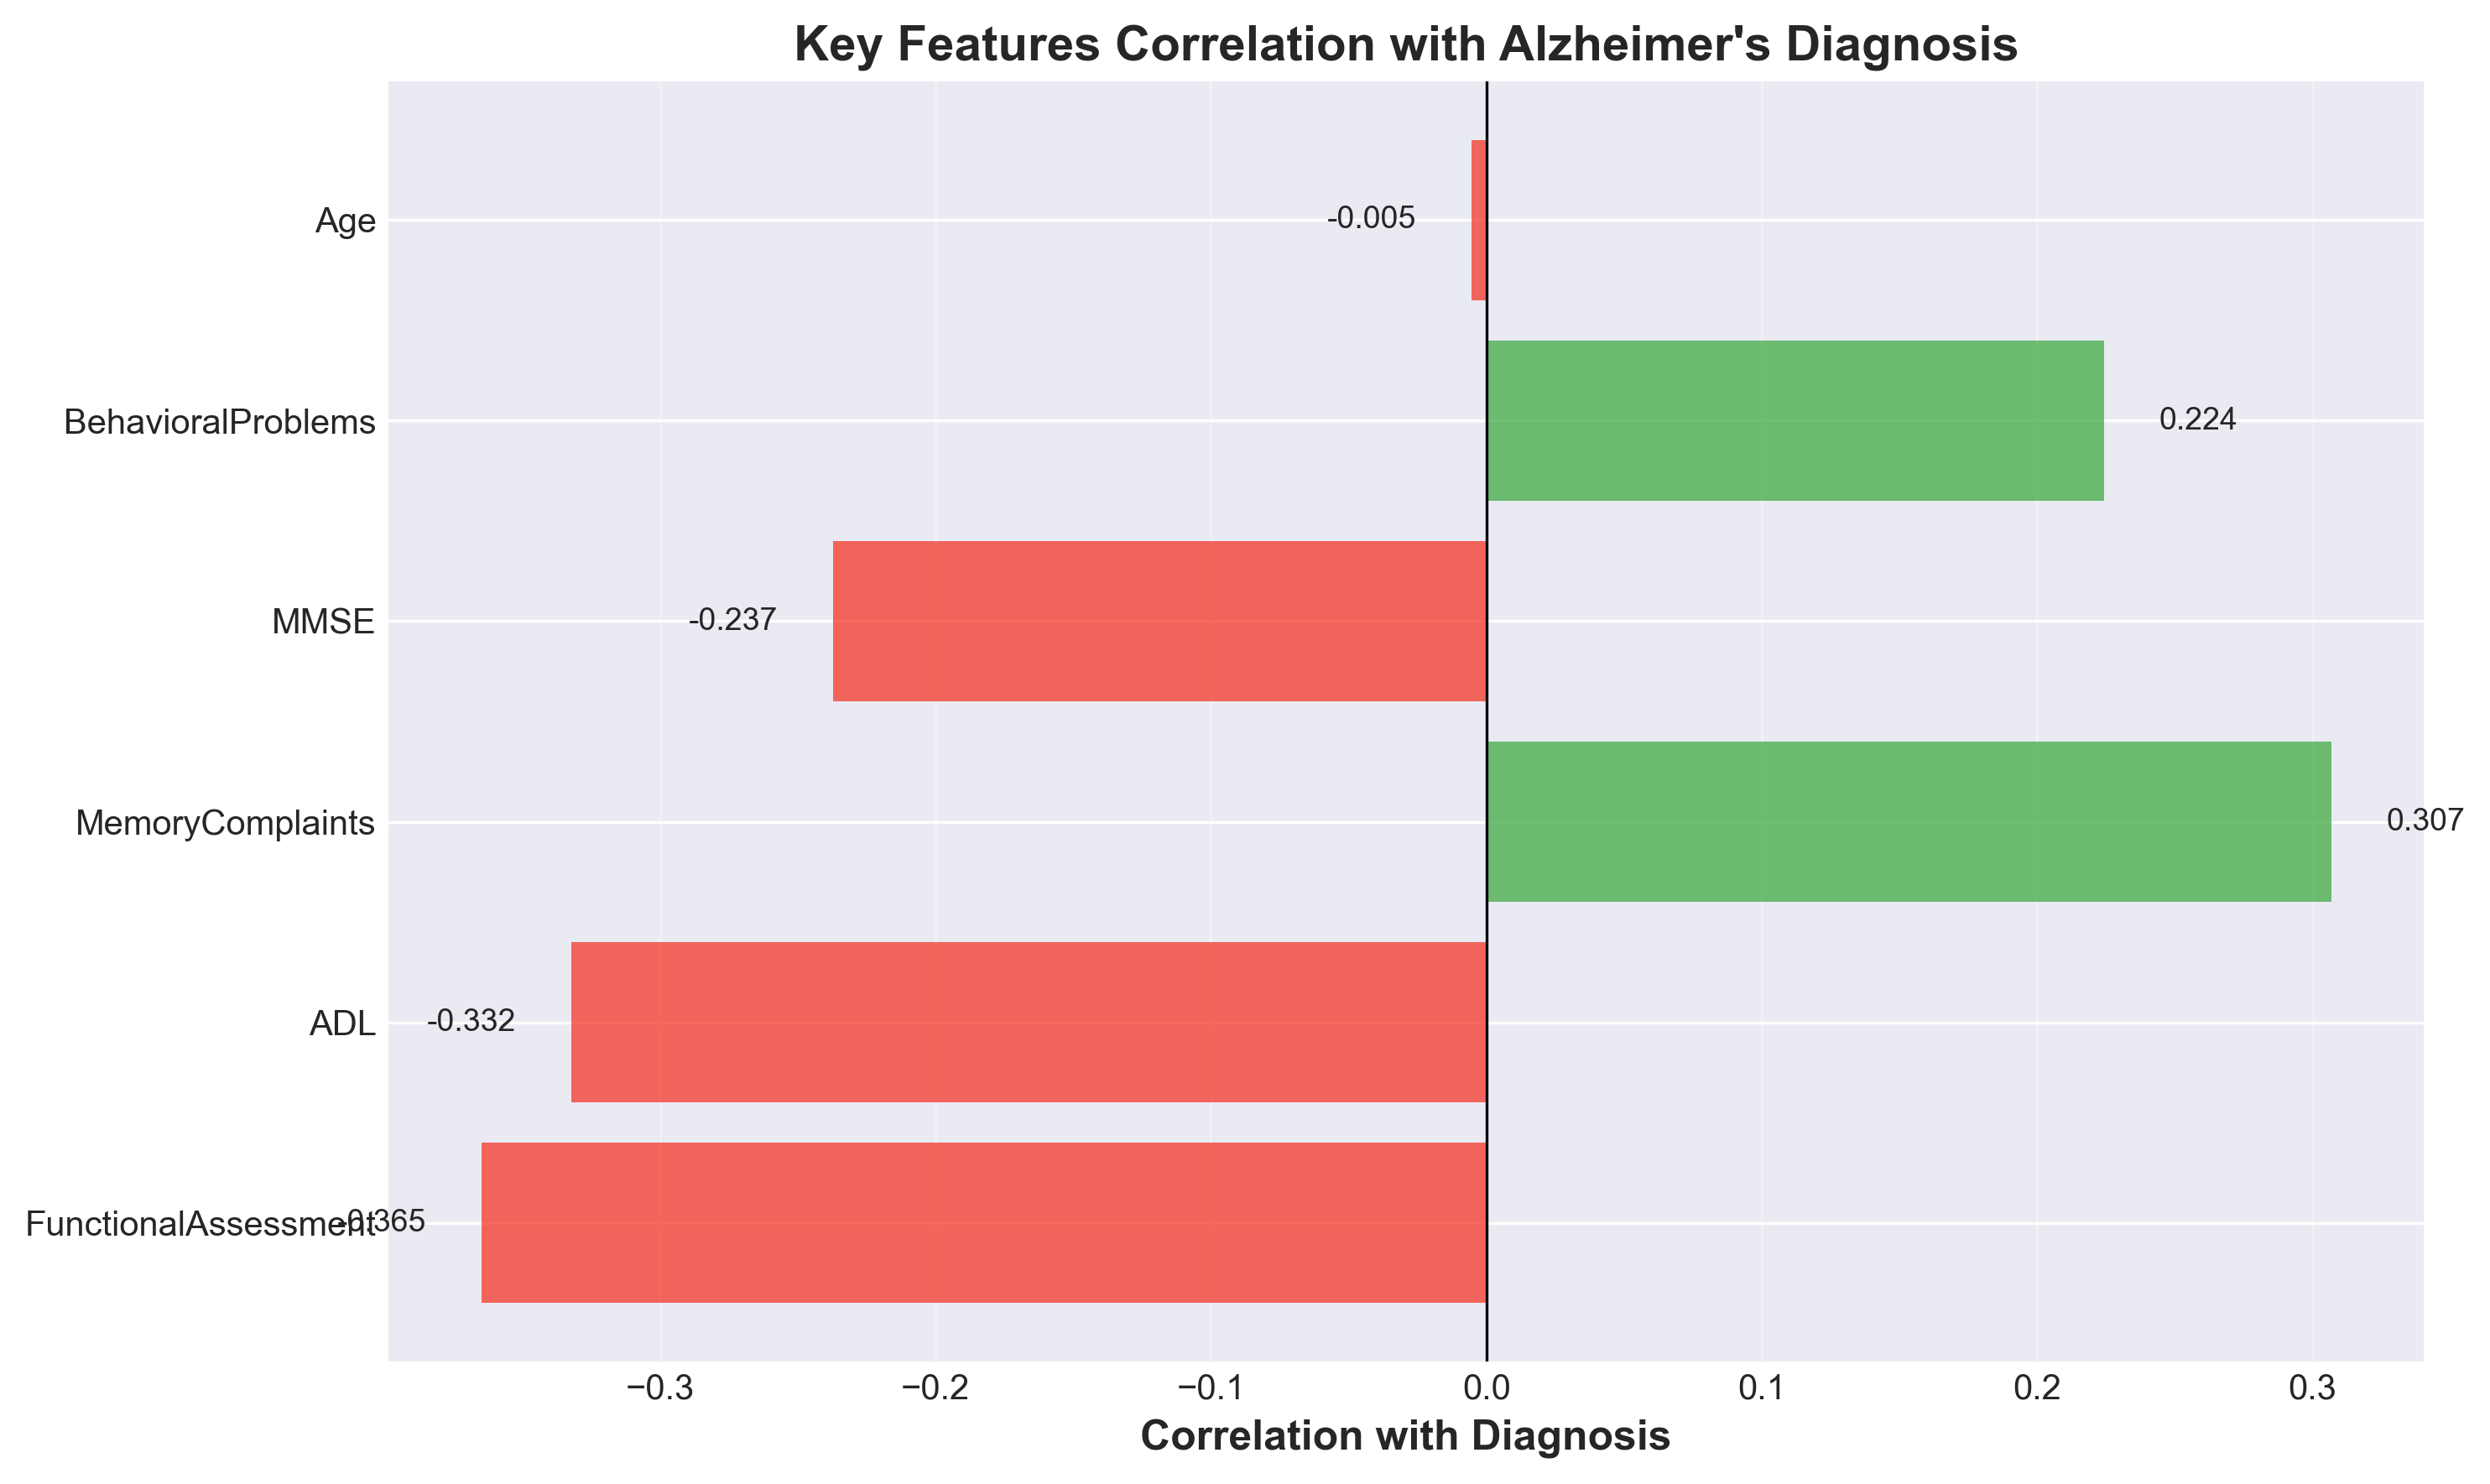 Key Features Correlation with Alzheimer's Diagnosis
Age
-0.005
BehavioralProblems
0.224
MMSE
-0.237
MemoryComplaints
0.307
ADL
-0.332
FunctionalAssessment
-0.365
−0.3
−0.2
−0.1
0.0
0.1
0.2
0.3
Correlation with Diagnosis